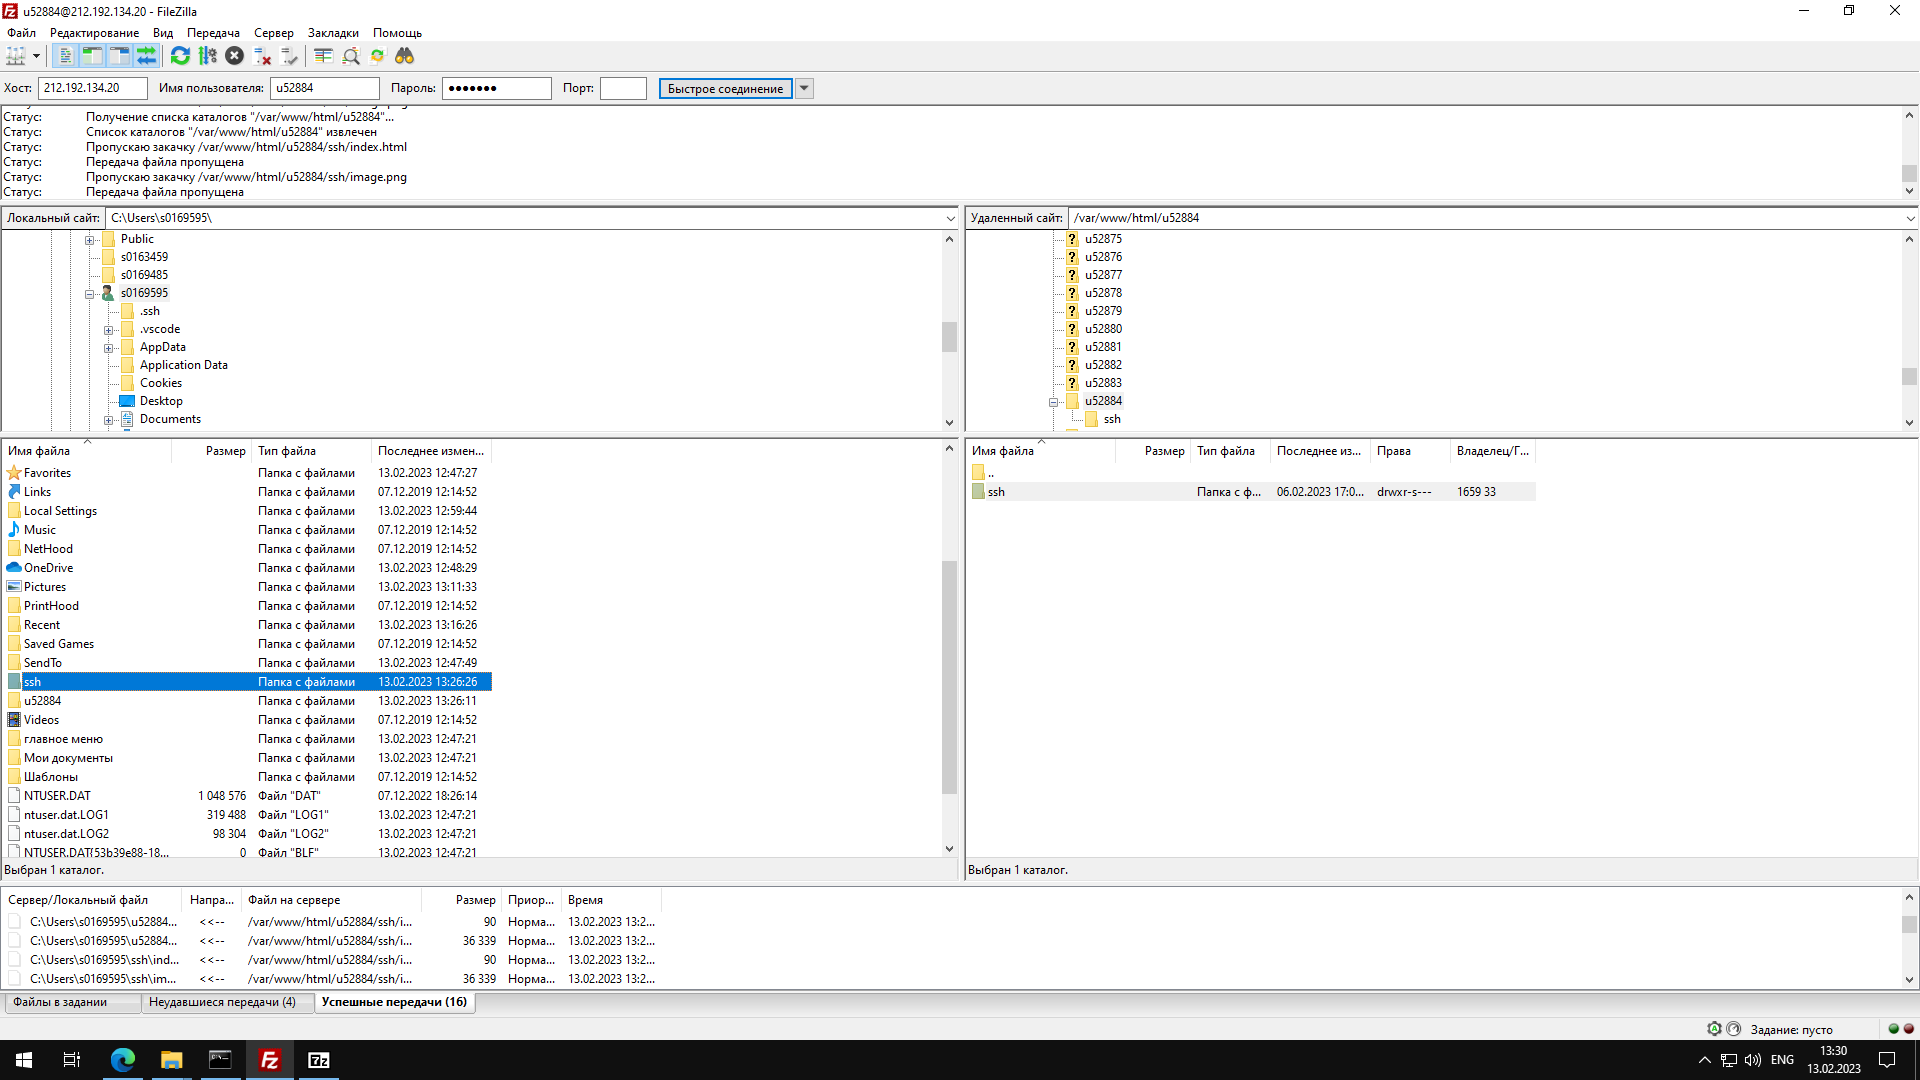 u52884@212.192.134.20 - FileZilla
Файл Редактирование Вид Передача Сервер Закладки Помощь
Хост: 212.192.134.20 Имя пользователя: u52884 Пароль: ●●●●●●● Порт: Быстрое соединение
Статус: Получение списка каталогов "/var/www/html/u52884"...
Статус: Список каталогов "/var/www/html/u52884" извлечен
Статус: Пропускаю закачку /var/www/html/u52884/ssh/index.html
Статус: Передача файла пропущена
Статус: Пропускаю закачку /var/www/html/u52884/ssh/image.png
Статус: Передача файла пропущена
Локальный сайт: C:\Users\s0169595\
Public
s0163459
s0169485
s0169595
.ssh
.vscode
AppData
Application Data
Cookies
Desktop
Documents
Удаленный сайт: /var/www/html/u52884
u52875
u52876
u52877
u52878
u52879
u52880
u52881
u52882
u52883
u52884
ssh
Имя файла Размер Тип файла Последнее измен...
Favorites Папка с файлами 13.02.2023 12:47:27
Links Папка с файлами 07.12.2019 12:14:52
Local Settings Папка с файлами 13.02.2023 12:59:44
Music Папка с файлами 07.12.2019 12:14:52
NetHood Папка с файлами 07.12.2019 12:14:52
OneDrive Папка с файлами 13.02.2023 12:48:29
Pictures Папка с файлами 13.02.2023 13:11:33
PrintHood Папка с файлами 07.12.2019 12:14:52
Recent Папка с файлами 13.02.2023 13:16:26
Saved Games Папка с файлами 07.12.2019 12:14:52
SendTo Папка с файлами 13.02.2023 12:47:49
ssh Папка с файлами 13.02.2023 13:26:26
u52884 Папка с файлами 13.02.2023 13:26:11
Videos Папка с файлами 07.12.2019 12:14:52
главное меню Папка с файлами 13.02.2023 12:47:21
Мои документы Папка с файлами 13.02.2023 12:47:21
Шаблоны Папка с файлами 07.12.2019 12:14:52
NTUSER.DAT 1 048 576 Файл "DAT" 07.12.2022 18:26:14
ntuser.dat.LOG1 319 488 Файл "LOG1" 13.02.2023 12:47:21
ntuser.dat.LOG2 98 304 Файл "LOG2" 13.02.2023 12:47:21
NTUSER.DAT{53b39e88-18... 0 Файл "BLF" 13.02.2023 12:47:21
Выбран 1 каталог.
Имя файла Размер Тип файла Последнее из... Права Владелец/Г...
..
ssh Папка с ф... 06.02.2023 17:0... drwxr-s--- 1659 33
Выбран 1 каталог.
Сервер/Локальный файл Напра... Файл на сервере Размер Приор... Время
C:\Users\s0169595\u52884... <<-- /var/www/html/u52884/ssh/i... 90 Норма... 13.02.2023 13:2...
C:\Users\s0169595\u52884... <<-- /var/www/html/u52884/ssh/i... 36 339 Норма... 13.02.2023 13:2...
C:\Users\s0169595\ssh\ind... <<-- /var/www/html/u52884/ssh/i... 90 Норма... 13.02.2023 13:2...
C:\Users\s0169595\ssh\im... <<-- /var/www/html/u52884/ssh/i... 36 339 Норма... 13.02.2023 13:2...
Файлы в задании Неудавшиеся передачи (4) Успешные передачи (16)
Задание: пусто
ENG
13:30
13.02.2023